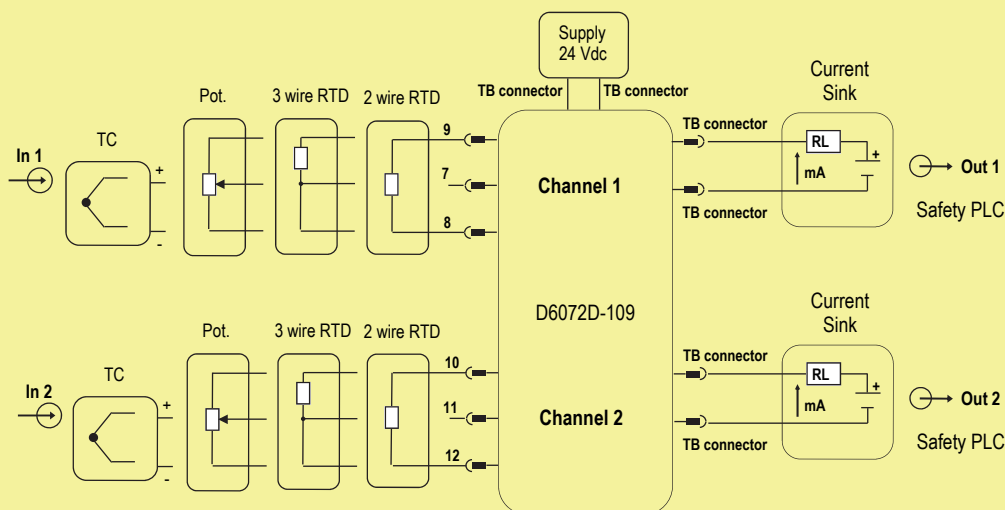 Supply
24 Vdc
TB connector
TB connector
Pot.
3 wire RTD
2 wire RTD
TC
In 1
+
-
9
7
8
Channel 1
TB connector
TB connector
Current
Sink
RL
+
mA
Out 1
Safety PLC
D6072D-109
Pot.
3 wire RTD
2 wire RTD
TC
In 2
+
-
10
11
12
Channel 2
TB connector
TB connector
Current
Sink
RL
+
mA
Out 2
Safety PLC